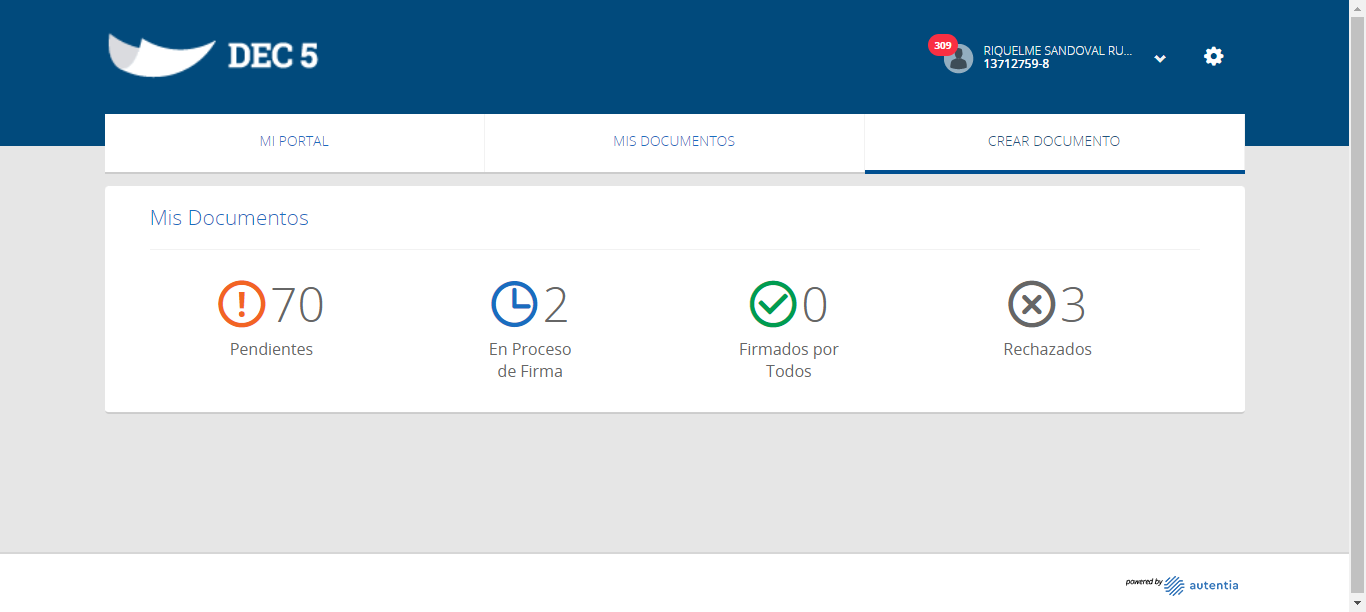 DEC 5
309
RIQUELME SANDOVAL RU...
13712759-8
MI PORTAL
MIS DOCUMENTOS
CREAR DOCUMENTO
Mis Documentos
70
Pendientes
2
En Proceso
de Firma
0
Firmados por
Todos
3
Rechazados
powered by autentia